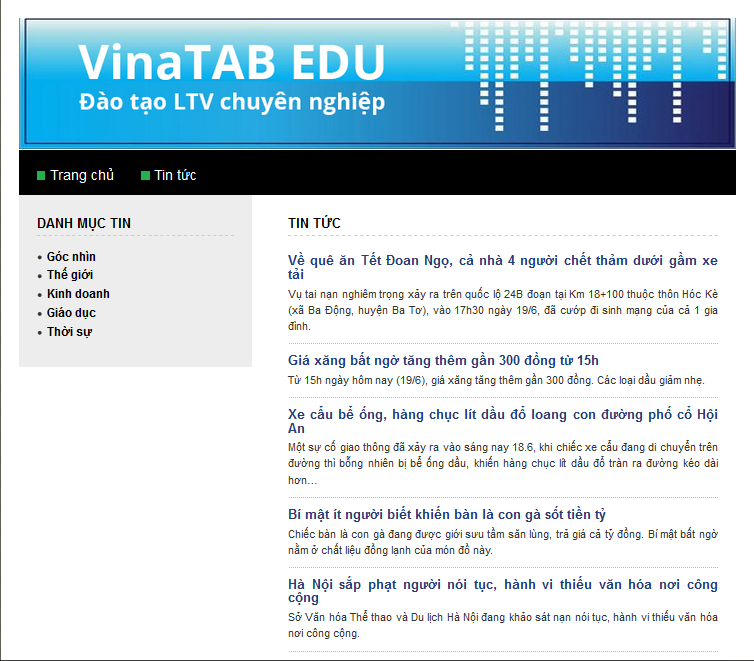 VinaTAB EDU
Đào tạo LTV chuyên nghiệp
Trang chủ Tin tức
DANH MỤC TIN
Góc nhìn
Thế giới
Kinh doanh
Giáo dục
Thời sự
TIN TỨC
Về quê ăn Tết Đoan Ngọ, cả nhà 4 người chết thảm dưới gầm xe
tải
Vụ tai nạn nghiêm trọng xảy ra trên quốc lộ 24B đoạn tại Km 18+100 thuộc thôn Hóc Kè
(xã Ba Động, huyện Ba Tơ), vào 17h30 ngày 19/6, đã cướp đi sinh mạng của cả 1 gia
đình.
Giá xăng bất ngờ tăng thêm gần 300 đồng từ 15h
Từ 15h ngày hôm nay (19/6), giá xăng tăng thêm gần 300 đồng. Các loại dầu giảm nhẹ.
Xe cẩu bể ống, hàng chục lít dầu đổ loang con đường phố cổ Hội
An
Một sự cố giao thông đã xảy ra vào sáng nay 18.6, khi chiếc xe cẩu đang di chuyển trên
đường thì bỗng nhiên bị bể ống dầu, khiến hàng chục lít dầu đổ tràn ra đường kéo dài
hơn...
Bí mật ít người biết khiến bàn là con gà sốt tiền tỷ
Chiếc bàn là con gà đang được giới sưu tầm săn lùng, trả giá cả tỷ đồng. Bí mật bất ngờ
nằm ở chất liệu đồng lạnh của món đồ này.
Hà Nội sắp phạt người nói tục, hành vi thiếu văn hóa nơi công
cộng
Sở Văn hóa Thể thao và Du lịch Hà Nội đang khảo sát nạn nói tục, hành vi thiếu văn hóa
nơi công cộng.